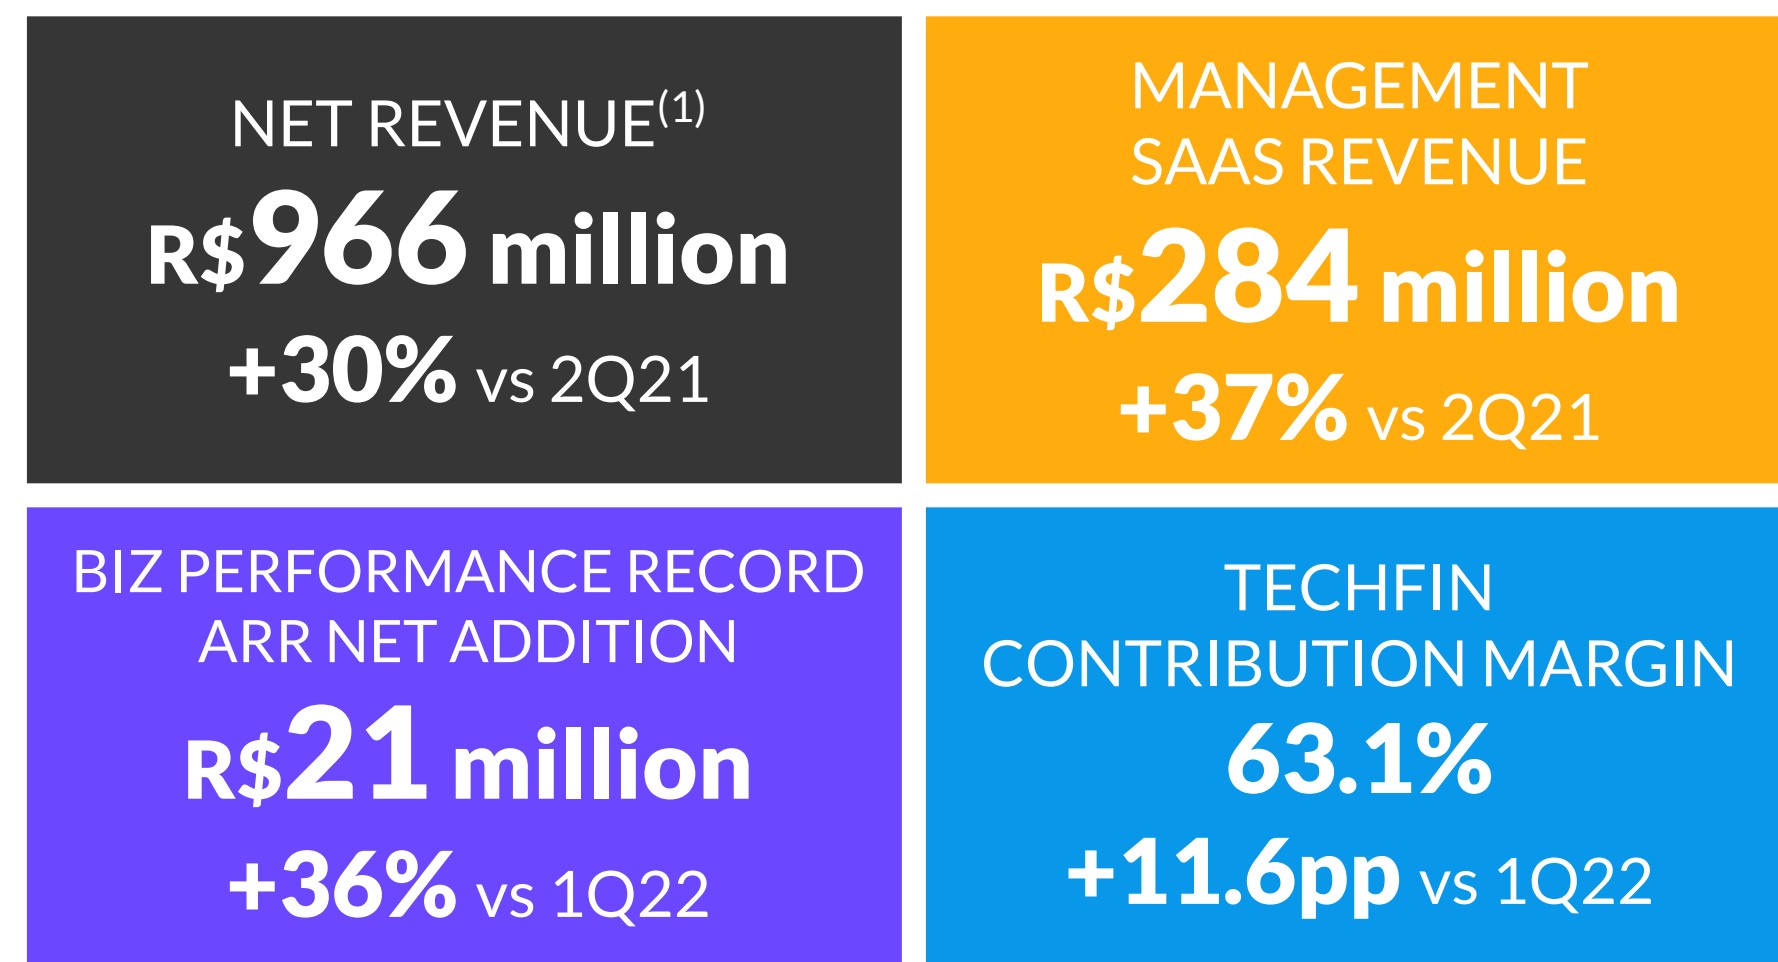 NET REVENUE(1)
R$966 million
+30% vs 2Q21
MANAGEMENT
SAAS REVENUE
R$284 million
+37% vs 2Q21
BIZ PERFORMANCE RECORD
ARR NET ADDITION
R$21 million
+36% vs 1Q22
TECHFIN
CONTRIBUTION MARGIN
63.1%
+11.6pp vs 1Q22